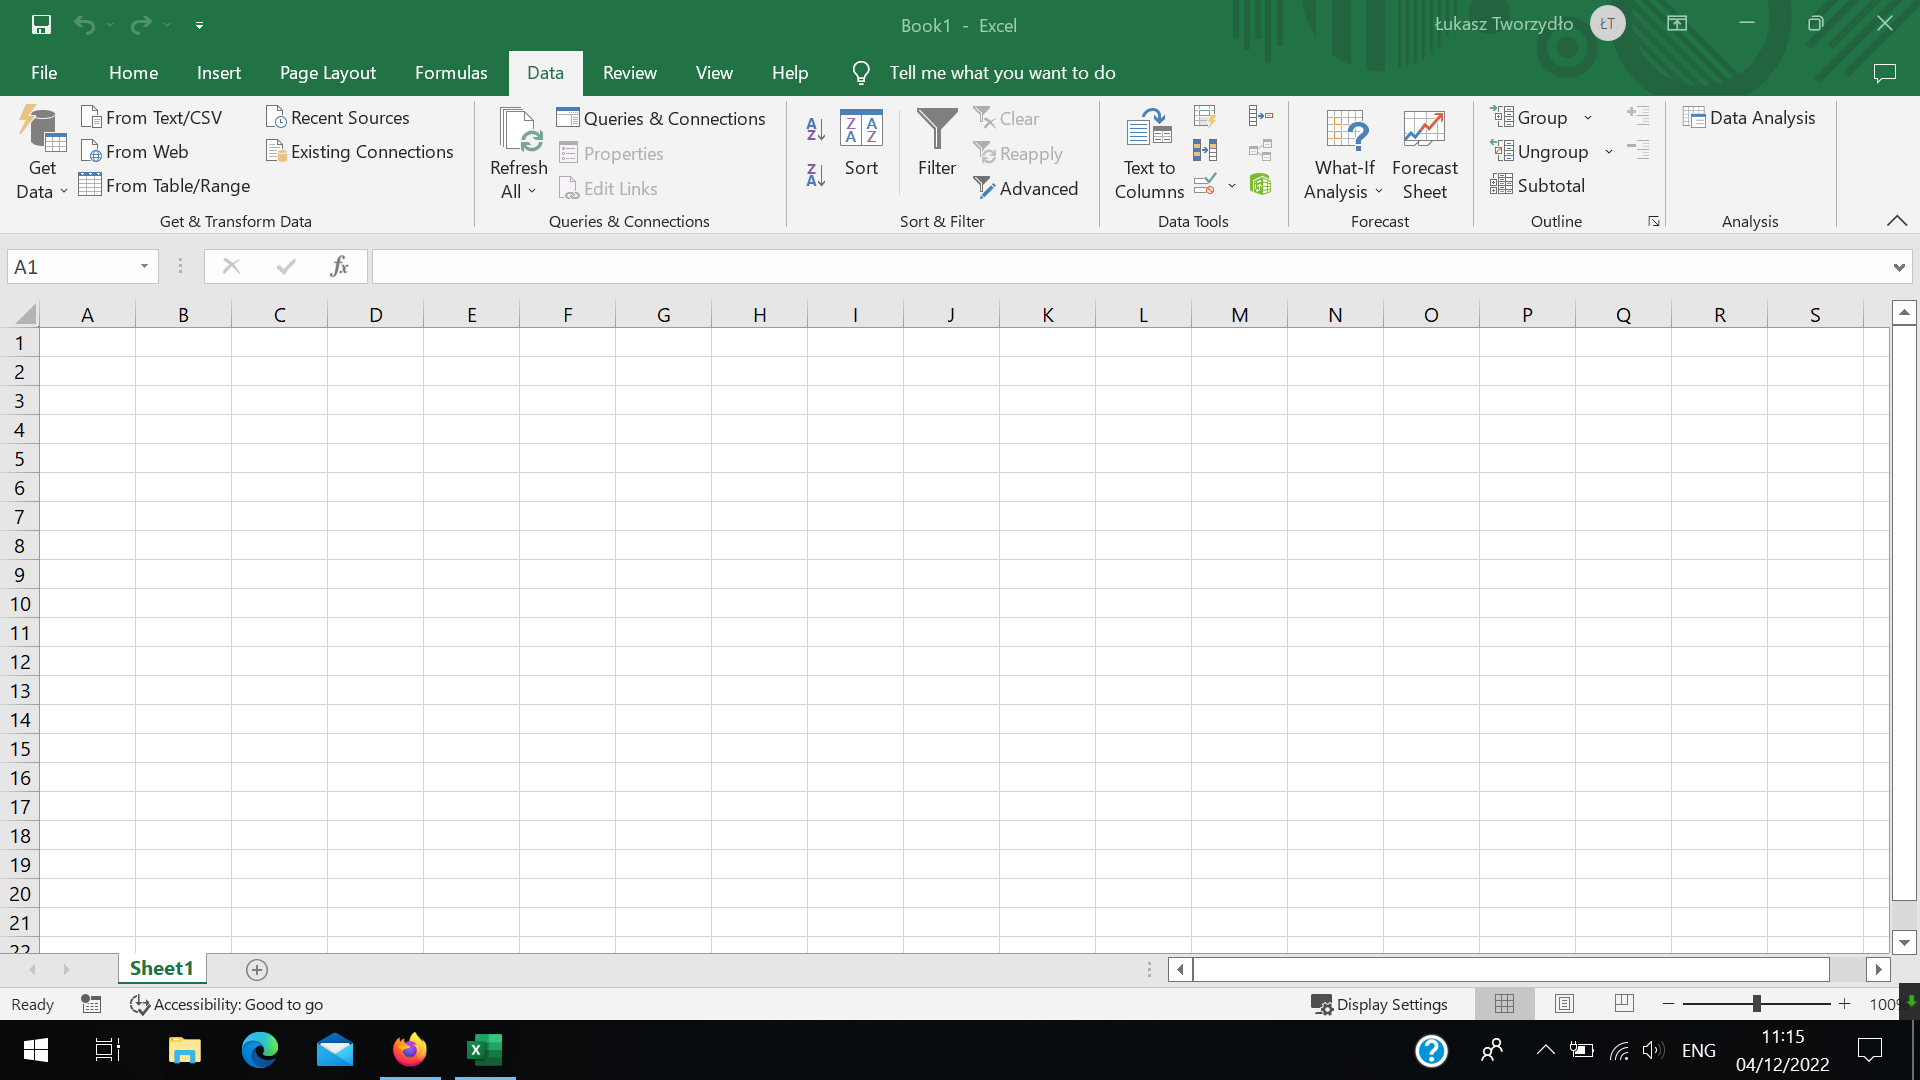 Book1 - Excel
Łukasz Tworzydło
ŁT
File
Home
Insert
Page Layout
Formulas
Data
Review
View
Help
Tell me what you want to do
Get Data
From Text/CSV
From Web
From Table/Range
Recent Sources
Existing Connections
Get & Transform Data
Refresh All
Queries & Connections
Properties
Edit Links
Queries & Connections
Sort
Filter
Clear
Reapply
Advanced
Sort & Filter
Text to Columns
Data Tools
What-If Analysis
Forecast Sheet
Forecast
Group
Ungroup
Subtotal
Outline
Data Analysis
Analysis
A1
fx
A B C D E F G H I J K L M N O P Q R S
1
2
3
4
5
6
7
8
9
10
11
12
13
14
15
16
17
18
19
20
21
22
Sheet1
Ready
Accessibility: Good to go
Display Settings
100%
ENG
11:15
04/12/2022